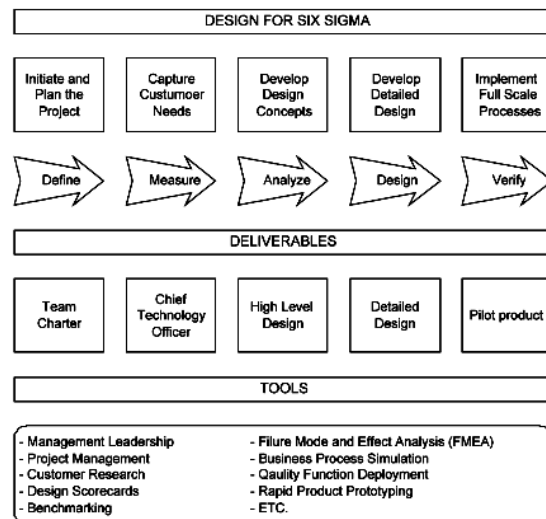 DESIGN FOR SIX SIGMA
Initiate and
Plan the
Project
Capture
Custumoer
Needs
Develop
Design
Concepts
Develop
Detailed
Design
Implement
Full Scale
Processes
Define
Measure
Analyze
Design
Verify
DELIVERABLES
Team
Charter
Chief
Technology
Officer
High Level
Design
Detailed
Design
Pilot product
TOOLS
- Management Leadership
- Project Management
- Customer Research
- Design Scorecards
- Benchmarking
- Filure Mode and Effect Analysis (FMEA)
- Business Process Simulation
- Qaulity Function Deployment
- Rapid Product Prototyping
- ETC.